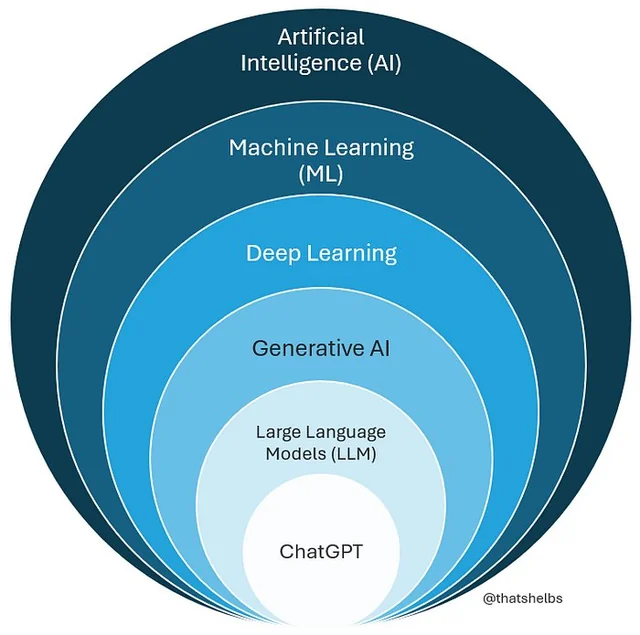 Artificial
Intelligence (AI)
Machine Learning
(ML)
Deep Learning
Generative AI
Large Language
Models (LLM)
ChatGPT
@thatshelbs